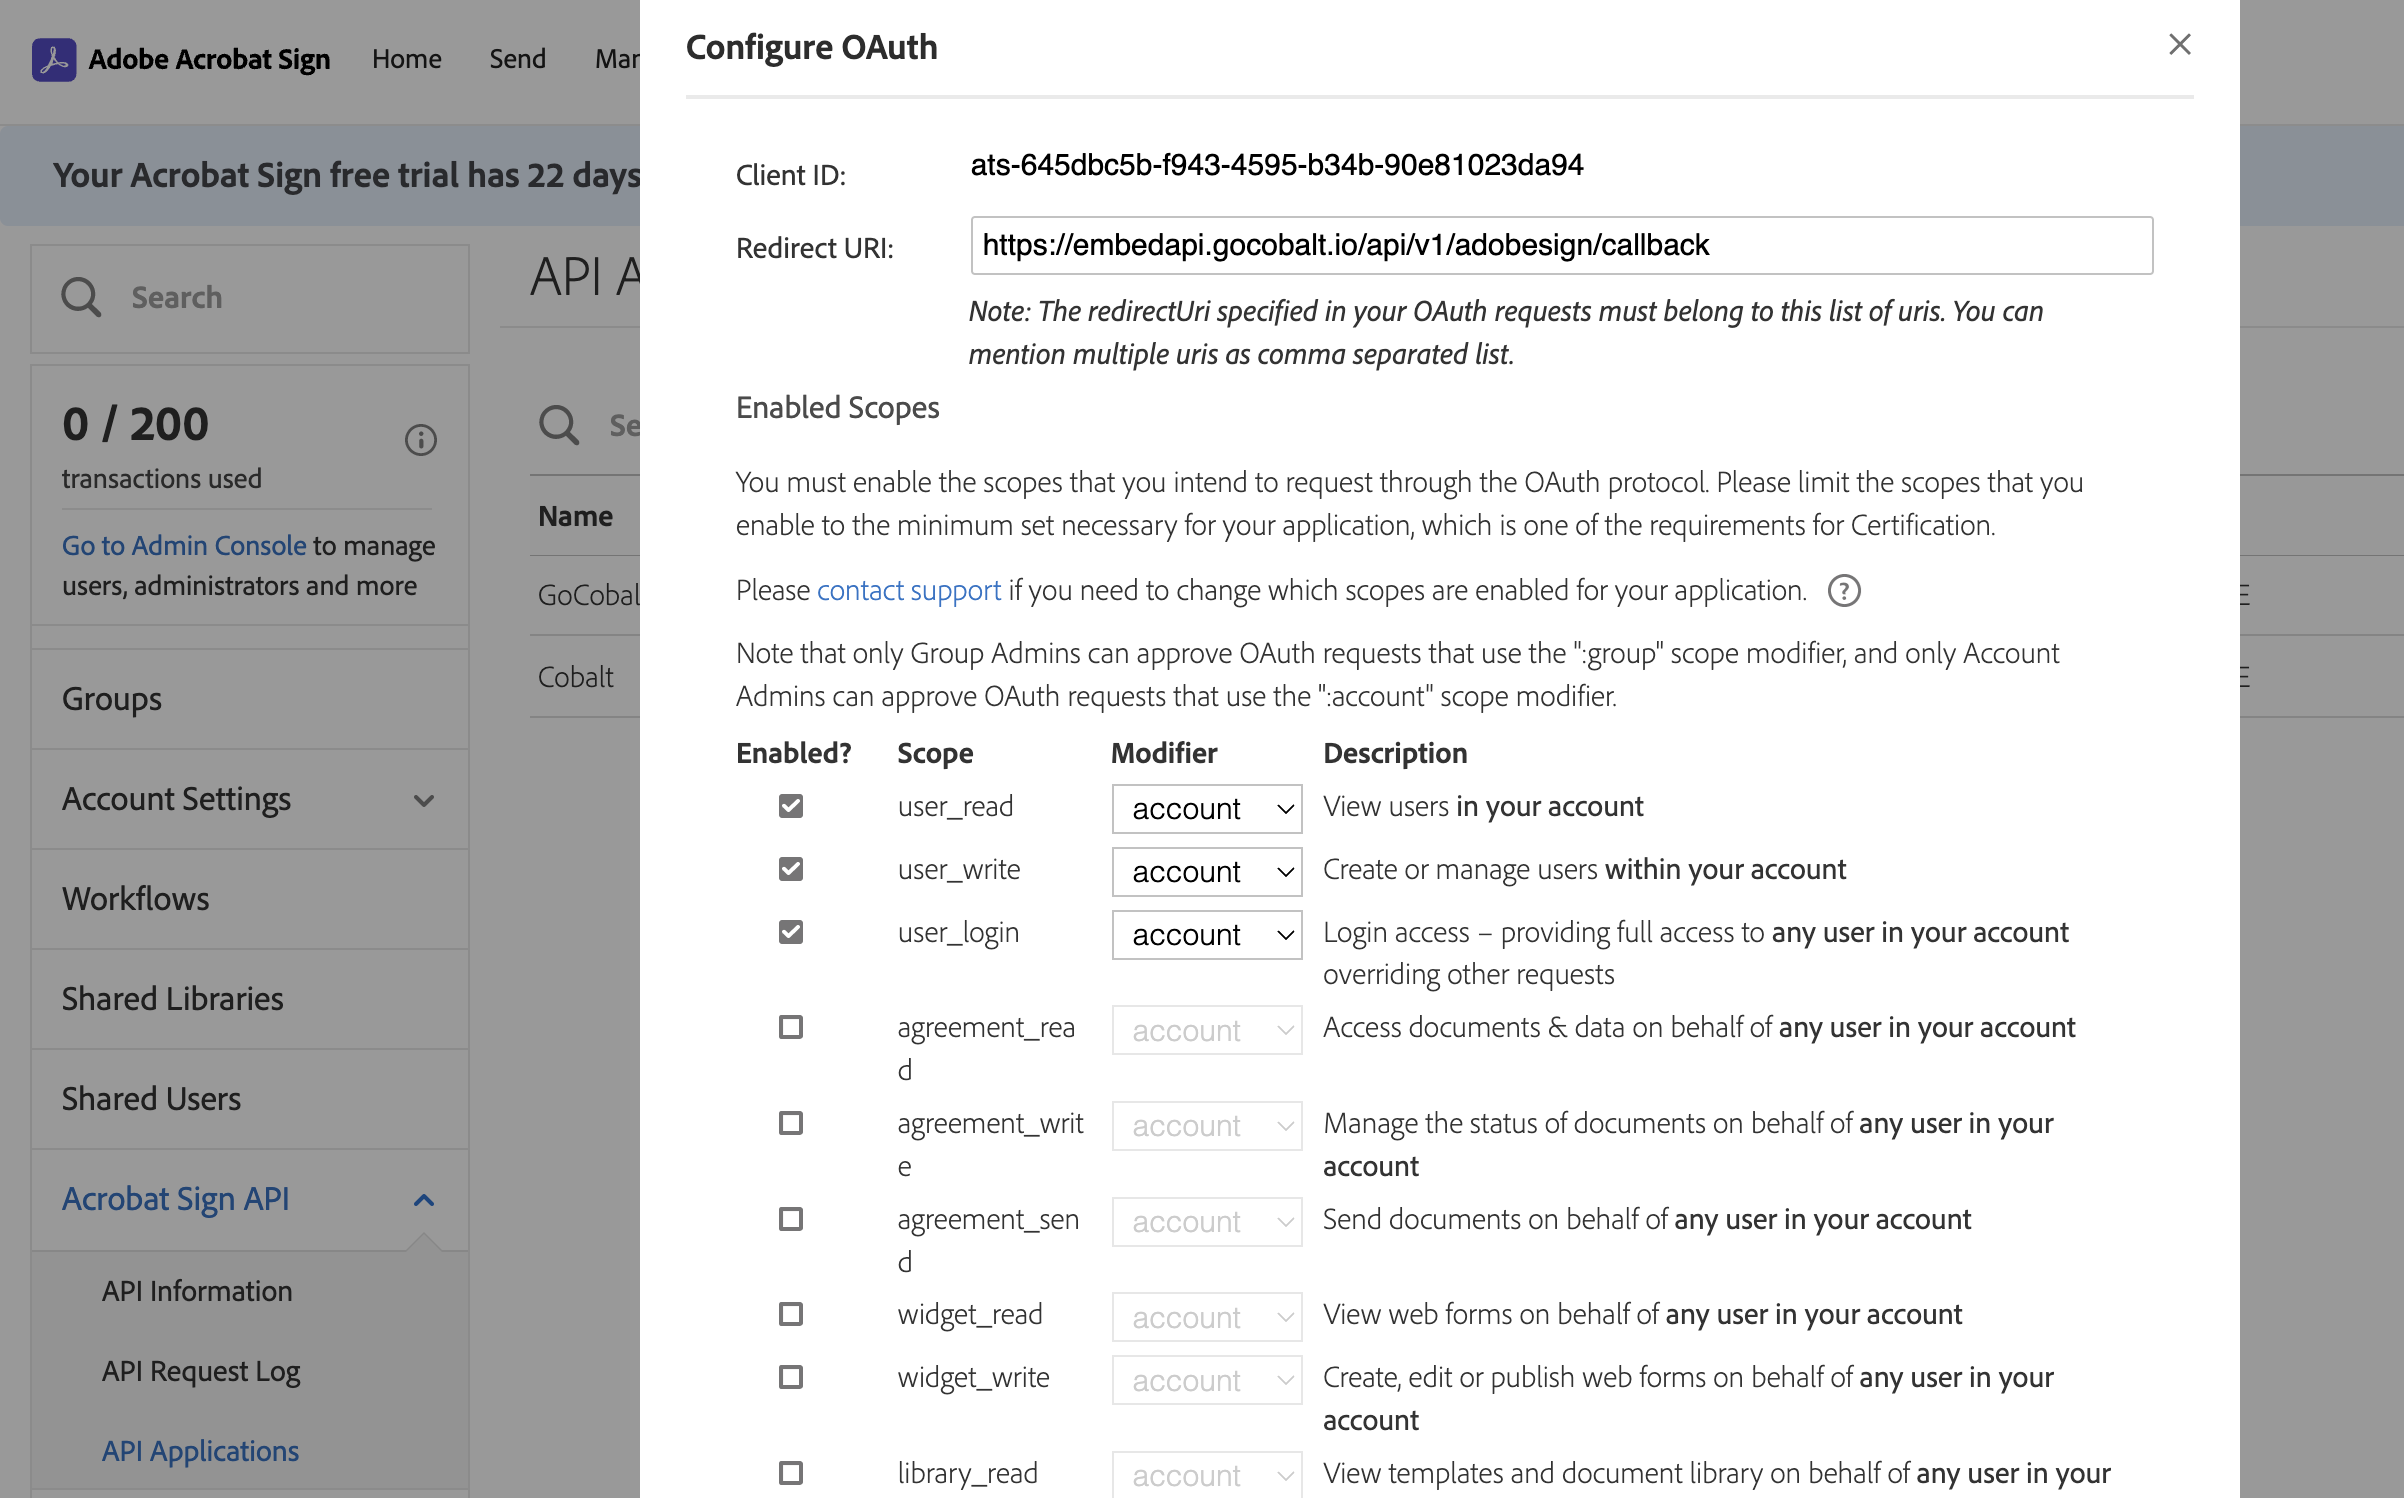 Adobe Acrobat Sign
Home
Send
Your Acrobat Sign free trial has 22 days
Search
0 / 200
transactions used
Go to Admin Console to manage
users, administrators and more
Groups
Account Settings
Workflows
Shared Libraries
Shared Users
Acrobat Sign API
API Information
API Request Log
API Applications
API A
Name
Cobalt
Configure OAuth
Client ID:
ats-645dbc5b-f943-4595-b34b-90e81023da94
Redirect URI:
https://embedapi.gocobalt.io/api/v1/adobesign/callback
Note: The redirectUri specified in your OAuth requests must belong to this list of uris. You can
mention multiple uris as comma separated list.
Enabled Scopes
You must enable the scopes that you intend to request through the OAuth protocol. Please limit the scopes that you
enable to the minimum set necessary for your application, which is one of the requirements for Certification.
Please contact support if you need to change which scopes are enabled for your application. ?
Note that only Group Admins can approve OAuth requests that use the ":group" scope modifier, and only Account
Admins can approve OAuth requests that use the ":account" scope modifier.
Enabled? Scope Modifier Description
user_read account View users in your account
user_write account Create or manage users within your account
user_login account Login access – providing full access to any user in your account
overriding other requests
agreement_rea account Access documents & data on behalf of any user in your account
d
agreement_writ account Manage the status of documents on behalf of any user in your
e account
agreement_sen account Send documents on behalf of any user in your account
d
widget_read account View web forms on behalf of any user in your account
widget_write account Create, edit or publish web forms on behalf of any user in your
account
library_read account View templates and document library on behalf of any user in your